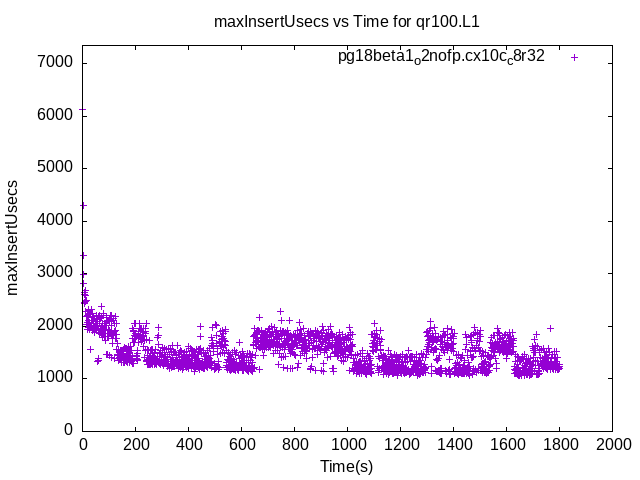 maxInsertUsecs vs Time for qr100.L1
pg18beta1o2nofp.cx10cc8r32
7000
6000
5000
4000
3000
2000
1000
0
maxInsertUsecs
0 200 400 600 800 1000 1200 1400 1600 1800 2000
Time(s)